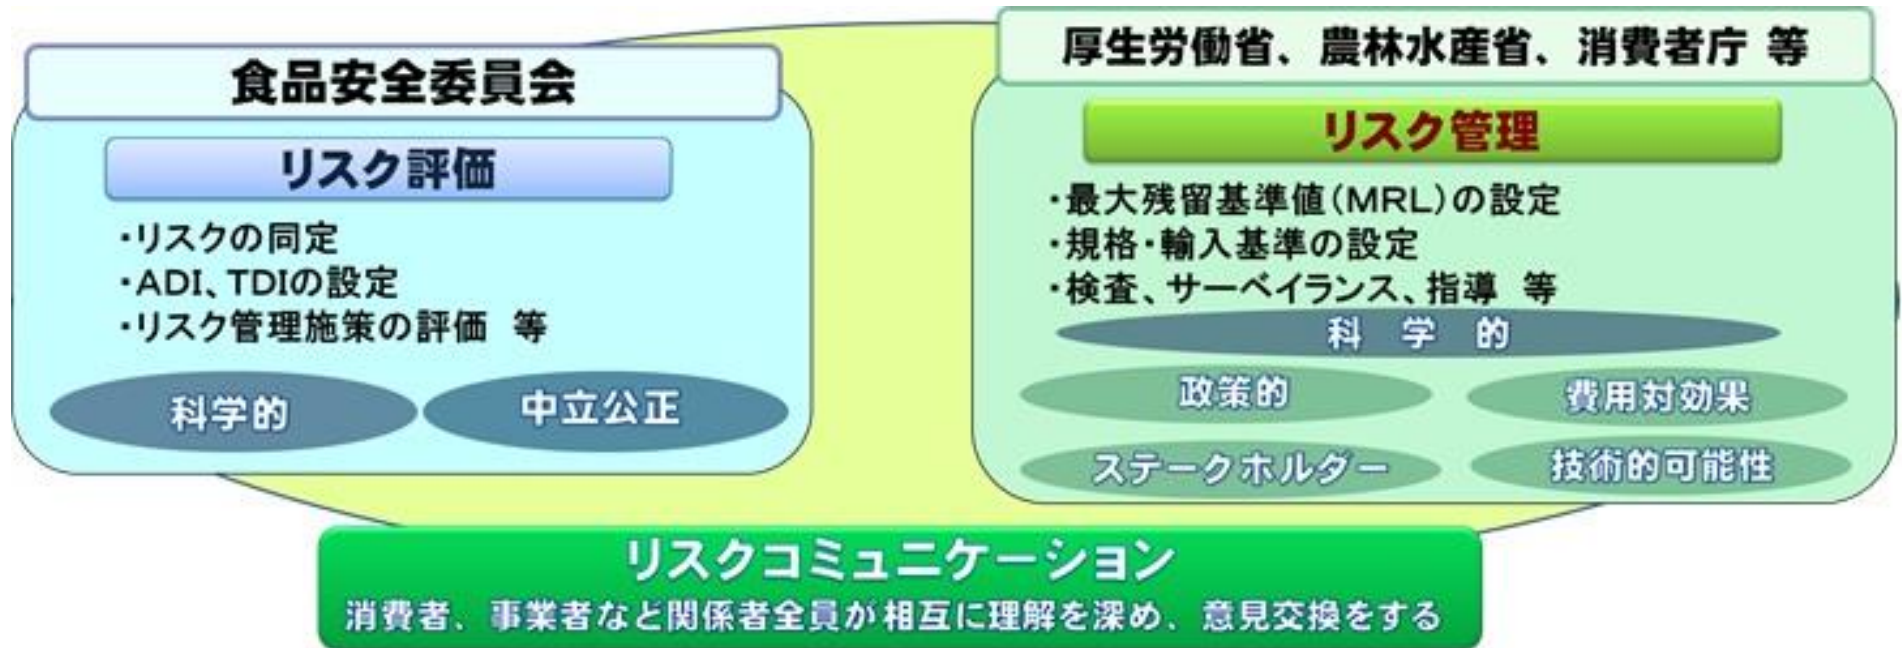 食品安全委員会
リスク評価
・リスクの同定
・ADI、TDIの設定
・リスク管理施策の評価　等
科学的
中立公正
厚生労働省、農林水産省、消費者庁 等
リスク管理
・最大残留基準値(MRL)の設定
・規格・輸入基準の設定
・検査、サーベイランス、指導　等
科　学　的
政策的
費用対効果
ステークホルダー
技術的可能性
リスクコミュニケーション
消費者、事業者など関係者全員が相互に理解を深め、意見交換をする